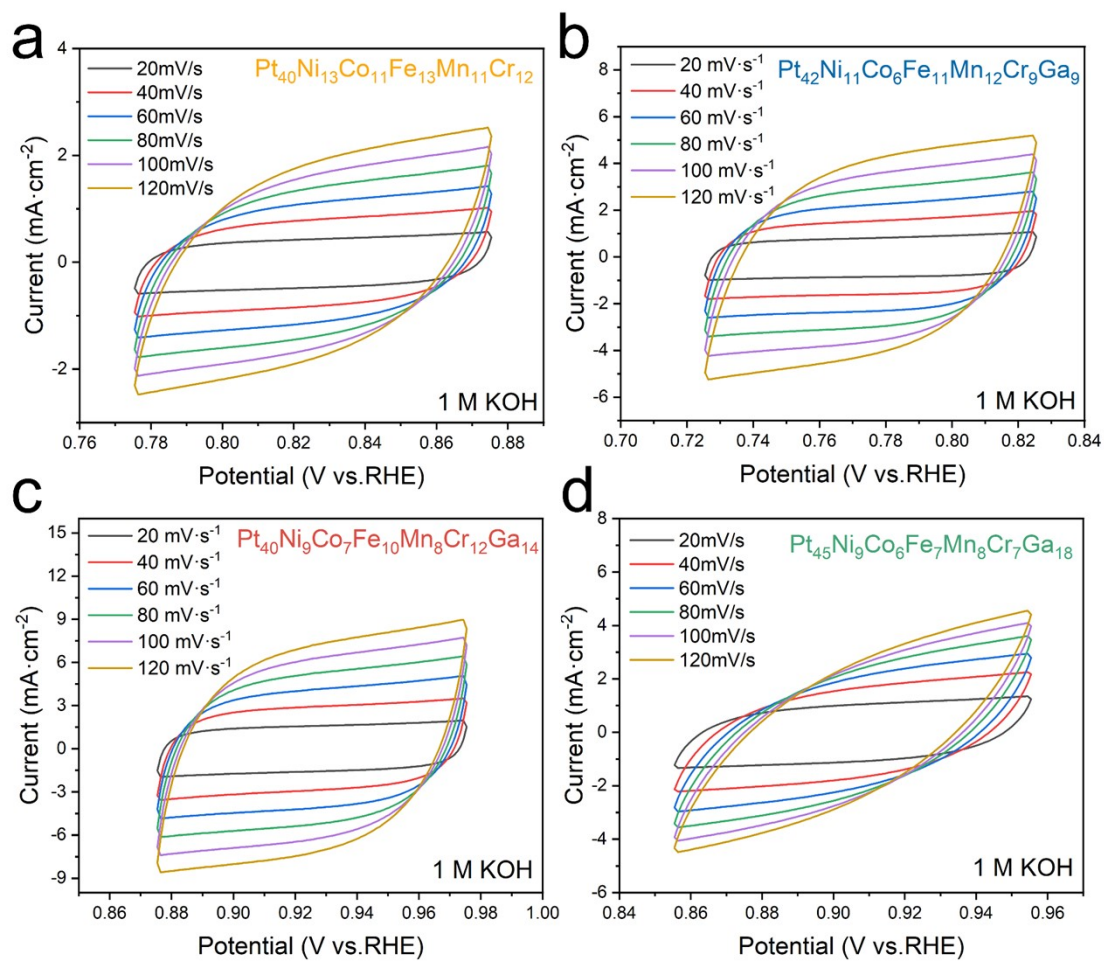 a
Pt₄₀Ni₁₃Co₁₁Fe₁₃Mn₁₁Cr₁₂
20mV/s
40mV/s
60mV/s
80mV/s
100mV/s
120mV/s
4
2
0
-2
Current (mA·cm⁻²)
1 M KOH
0.76 0.78 0.80 0.82 0.84 0.86 0.88
Potential (V vs.RHE)
b
Pt₄₂Ni₁₁Co₆Fe₁₁Mn₁₂Cr₉Ga₉
20 mV·s⁻¹
40 mV·s⁻¹
60 mV·s⁻¹
80 mV·s⁻¹
100 mV·s⁻¹
120 mV·s⁻¹
8
6
4
2
0
-2
-4
-6
Current (mA·cm⁻²)
1 M KOH
0.70 0.72 0.74 0.76 0.78 0.80 0.82 0.84
Potential (V vs.RHE)
c
Pt₄₀Ni₉Co₇Fe₁₀Mn₈Cr₁₂Ga₁₄
20 mV·s⁻¹
40 mV·s⁻¹
60 mV·s⁻¹
80 mV·s⁻¹
100 mV·s⁻¹
120 mV·s⁻¹
15
12
9
6
3
0
-3
-6
-9
Current (mA·cm⁻²)
1 M KOH
0.86 0.88 0.90 0.92 0.94 0.96 0.98 1.00
Potential (V vs.RHE)
d
Pt₄₅Ni₉Co₆Fe₇Mn₈Cr₇Ga₁₈
20mV/s
40mV/s
60mV/s
80mV/s
100mV/s
120mV/s
8
6
4
2
0
-2
-4
-6
Current (mA·cm⁻²)
1 M KOH
0.84 0.86 0.88 0.90 0.92 0.94 0.96
Potential (V vs.RHE)